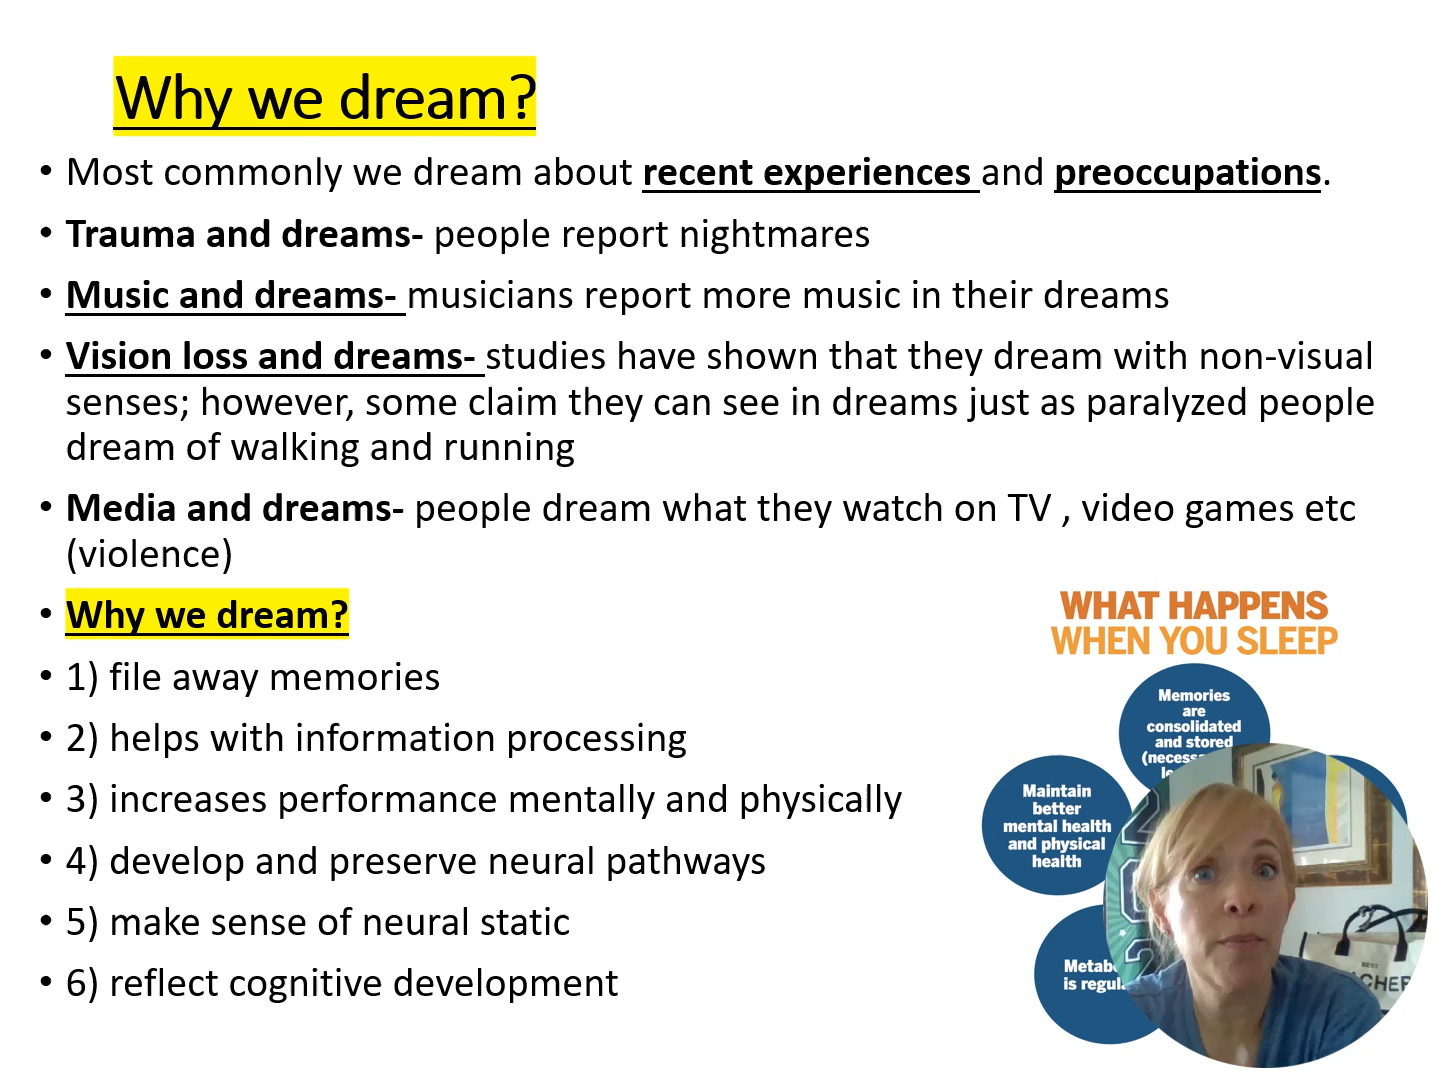 Why we dream?
• Most commonly we dream about recent experiences and preoccupations.
• Trauma and dreams- people report nightmares
• Music and dreams- musicians report more music in their dreams
• Vision loss and dreams- studies have shown that they dream with non-visual
senses; however, some claim they can see in dreams just as paralyzed people
dream of walking and running
• Media and dreams- people dream what they watch on TV , video games etc
(violence)
• Why we dream?
• 1) file away memories
• 2) helps with information processing
• 3) increases performance mentally and physically
• 4) develop and preserve neural pathways
• 5) make sense of neural static
• 6) reflect cognitive development
WHAT HAPPENS
WHEN YOU SLEEP
Memories
are
consolidated
and stored
Maintain
better
mental health
and physical
health
is
BEST